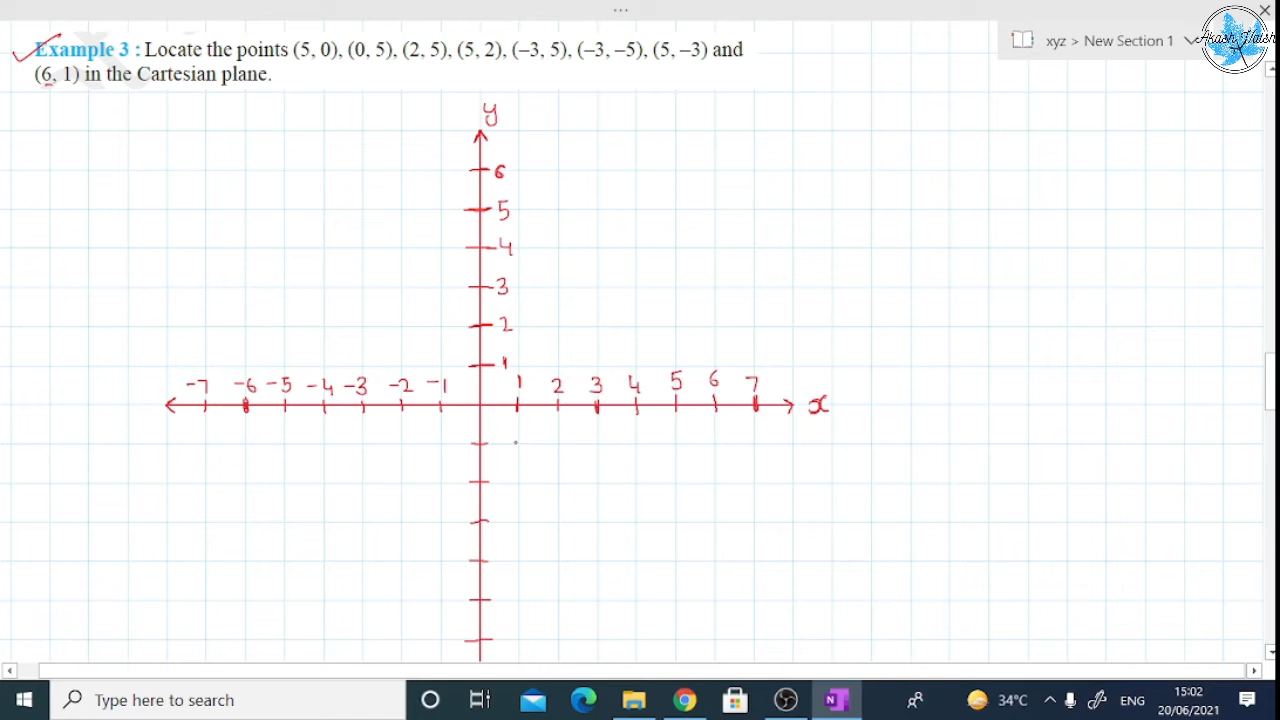 xyz > New Section 1
Example 3 : Locate the points (5, 0), (0, 5), (2, 5), (5, 2), (–3, 5), (–3, –5), (5, –3) and
(6, 1) in the Cartesian plane.
y
6
5
4
3
2
1
-7 -6 -5 -4 -3 -2 -1 1 2 3 4 5 6 7
x
Type here to search
34°C
ENG
15:02
20/06/2021